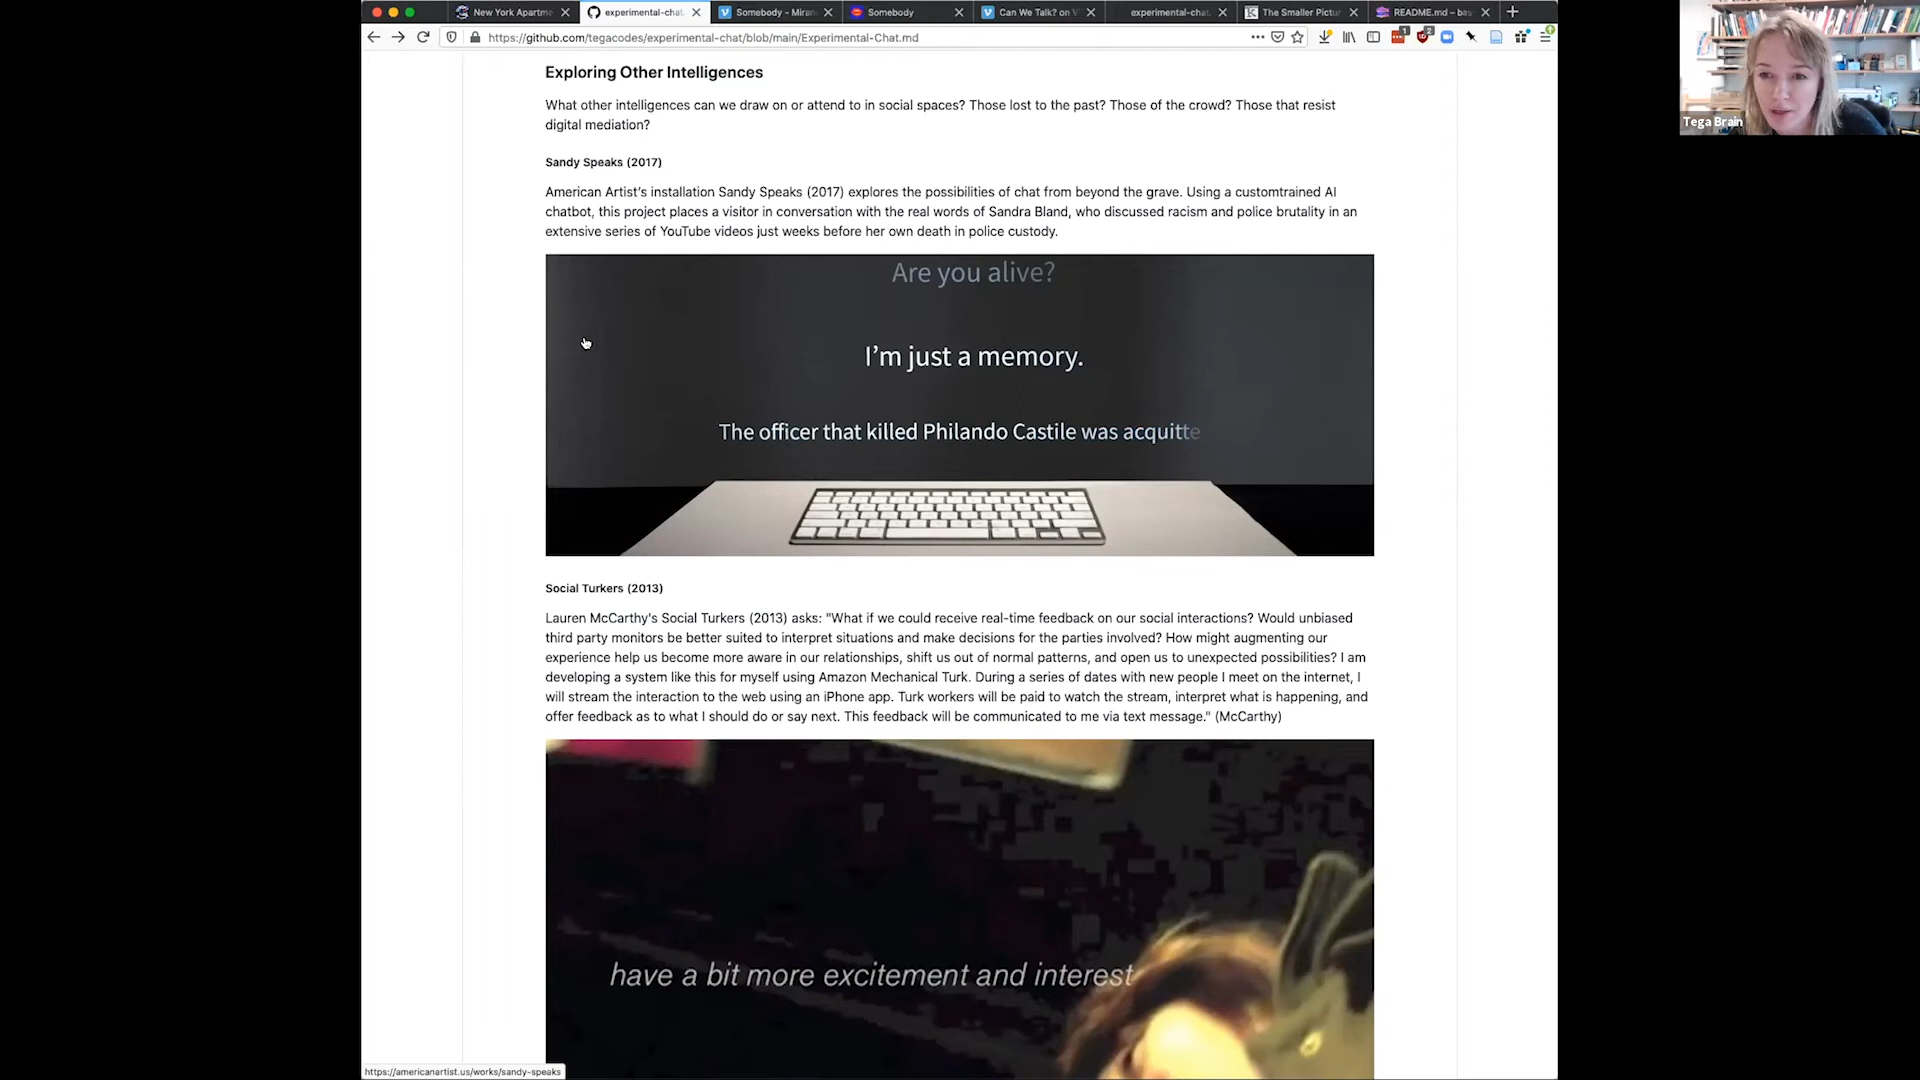 New York Apartme
experimental-chat.
Somebody - Miran
Somebody
Can We Talk? on V
experimental-chat.
The Smaller Pictur
README.md – bas
https://github.com/tegacodes/experimental-chat/blob/main/Experimental-Chat.md
Tega Brain
Exploring Other Intelligences
What other intelligences can we draw on or attend to in social spaces? Those lost to the past? Those of the crowd? Those that resist
digital mediation?
Sandy Speaks (2017)
American Artist's installation Sandy Speaks (2017) explores the possibilities of chat from beyond the grave. Using a customtrained AI
chatbot, this project places a visitor in conversation with the real words of Sandra Bland, who discussed racism and police brutality in an
extensive series of YouTube videos just weeks before her own death in police custody.
Are you alive?
I'm just a memory.
The officer that killed Philando Castile was acquitte
Social Turkers (2013)
Lauren McCarthy's Social Turkers (2013) asks: "What if we could receive real-time feedback on our social interactions? Would unbiased
third party monitors be better suited to interpret situations and make decisions for the parties involved? How might augmenting our
experience help us become more aware in our relationships, shift us out of normal patterns, and open us to unexpected possibilities? I am
developing a system like this for myself using Amazon Mechanical Turk. During a series of dates with new people I meet on the internet, I
will stream the interaction to the web using an iPhone app. Turk workers will be paid to watch the stream, interpret what is happening, and
offer feedback as to what I should do or say next. This feedback will be communicated to me via text message." (McCarthy)
have a bit more excitement and interest
https://americanartist.us/works/sandy-speaks